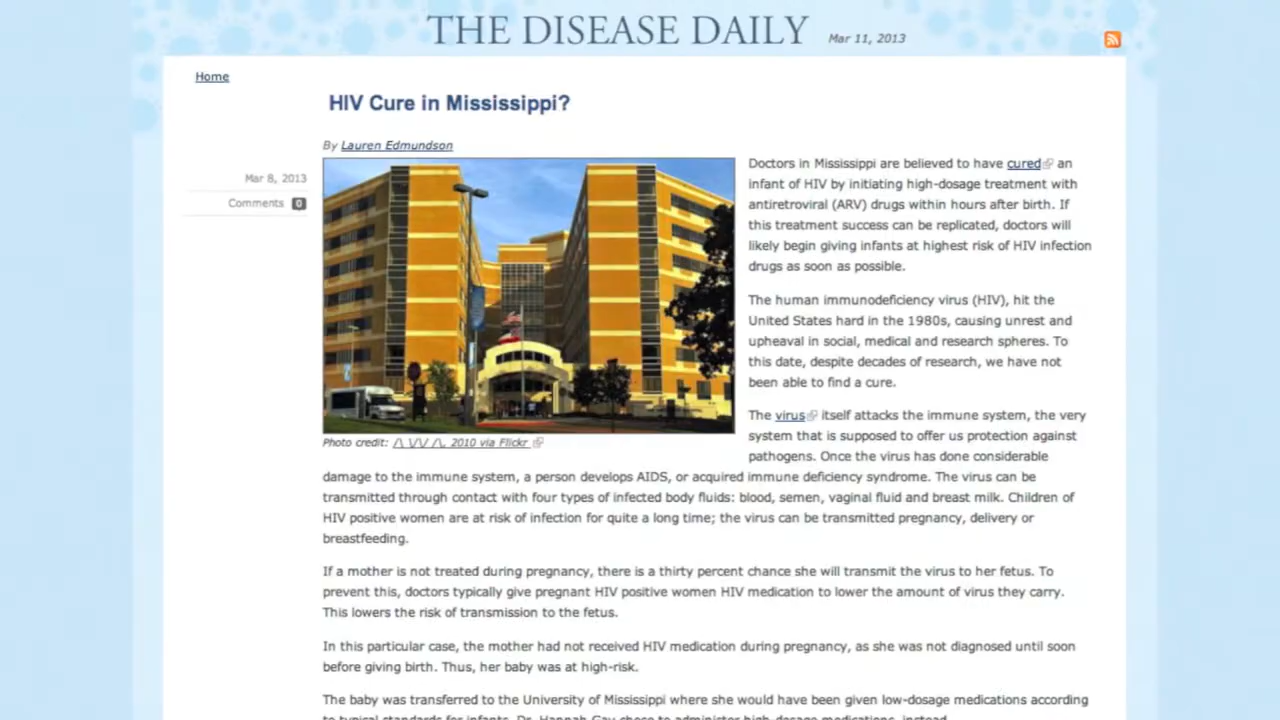 THE DISEASE DAILY
Mar 11, 2013
Home
HIV Cure in Mississippi?
By Lauren Edmundson
Mar 8, 2013
Comments 0
Doctors in Mississippi are believed to have cured an
infant of HIV by initiating high-dosage treatment with
antiretroviral (ARV) drugs within hours after birth. If
this treatment success can be replicated, doctors will
likely begin giving infants at highest risk of HIV infection
drugs as soon as possible.
The human immunodeficiency virus (HIV), hit the
United States hard in the 1980s, causing unrest and
upheaval in social, medical and research spheres. To
this date, despite decades of research, we have not
been able to find a cure.
The virus itself attacks the immune system, the very
system that is supposed to offer us protection against
pathogens. Once the virus has done considerable
Photo credit: /\ \/\/ /\, 2010 via Flickr
damage to the immune system, a person develops AIDS, or acquired immune deficiency syndrome. The virus can be
transmitted through contact with four types of infected body fluids: blood, semen, vaginal fluid and breast milk. Children of
HIV positive women are at risk of infection for quite a long time; the virus can be transmitted pregnancy, delivery or
breastfeeding.
If a mother is not treated during pregnancy, there is a thirty percent chance she will transmit the virus to her fetus. To
prevent this, doctors typically give pregnant HIV positive women HIV medication to lower the amount of virus they carry.
This lowers the risk of transmission to the fetus.
In this particular case, the mother had not received HIV medication during pregnancy, as she was not diagnosed until soon
before giving birth. Thus, her baby was at high-risk.
The baby was transferred to the University of Mississippi where she would have been given low-dosage medications according
to typical standards for infants. Dr. Hannah Gay chose to administer high-dosage medications, instead.